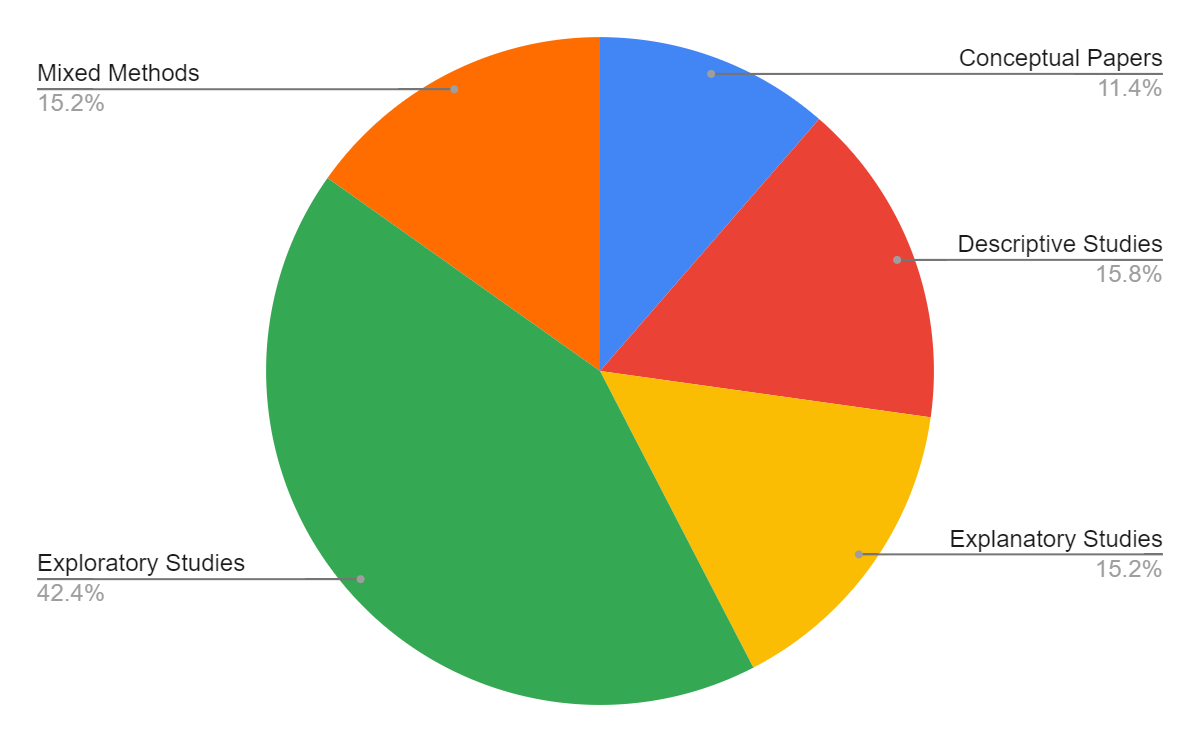 Mixed Methods
15.2%
Conceptual Papers
11.4%
Descriptive Studies
15.8%
Explanatory Studies
15.2%
Exploratory Studies
42.4%